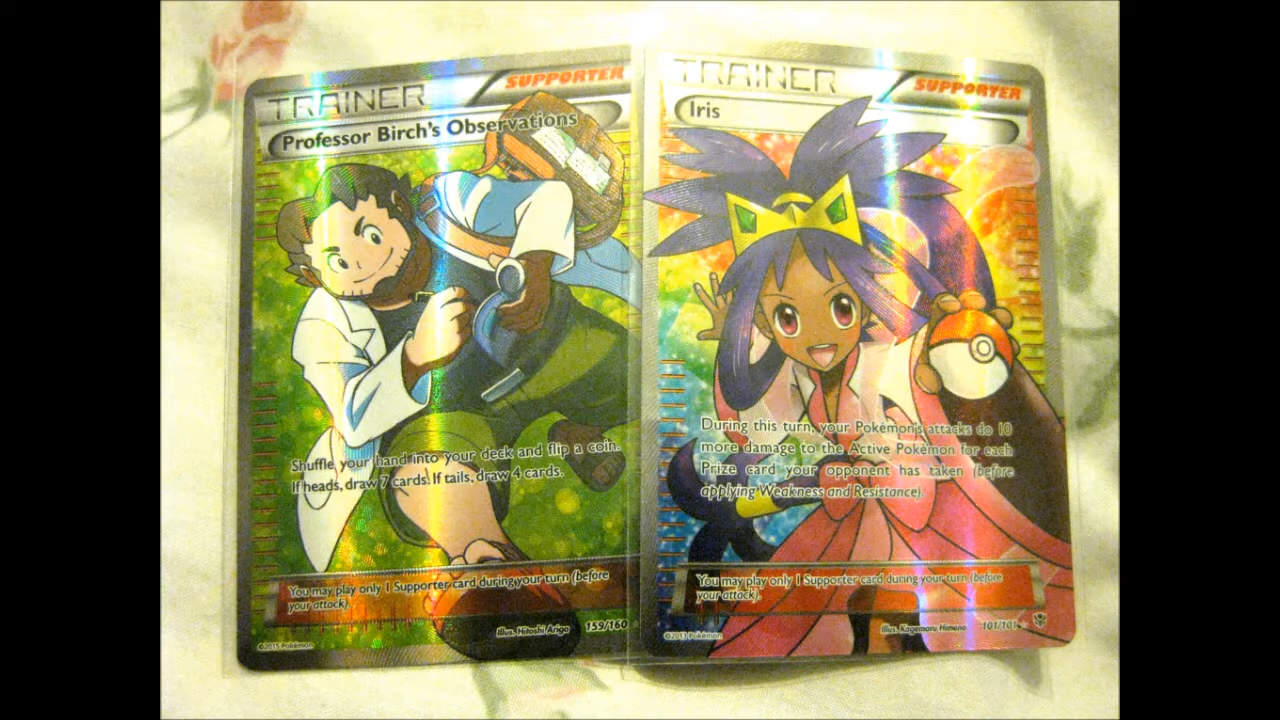 TRAINER
SUPPORTER
Professor Birch's Observations
Shuffle your hand into your deck and flip a coin.
If heads, draw 7 cards. If tails, draw 4 cards.
You may play only 1 Supporter card during your turn (before
your attack).
Illus. Hitoshi Ariga
159/160
©2015 Pokémon
TRAINER
SUPPORTER
Iris
During this turn, your Pokémon's attacks do 10
more damage to the Active Pokémon for each
Prize card your opponent has taken (before
applying Weakness and Resistance).
You may play only 1 Supporter card during your turn (before
your attack).
Illus. Kagemaru Himeno
101/101
©2013 Pokémon